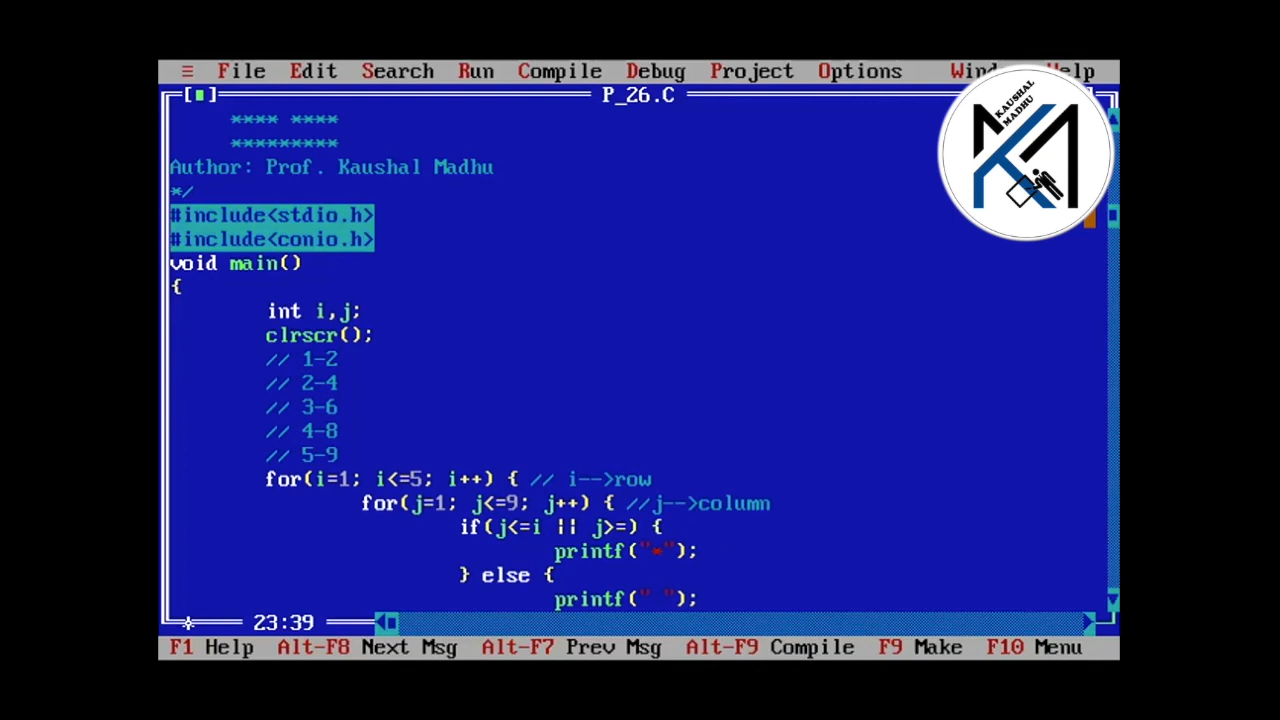 ≡ File Edit Search Run Compile Debug Project Options Wind Help
[■] P_26.C
**** ****
*********
Author: Prof. Kaushal Madhu
*/
#include<stdio.h>
#include<conio.h>
void main()
{
int i,j;
clrscr();
// 1-2
// 2-4
// 3-6
// 4-8
// 5-9
for(i=1; i<=5; i++) { // i-->row
for(j=1; j<=9; j++) { //j-->column
if(j<=i || j>=) {
printf("*");
} else {
printf(" ");
23:39
F1 Help Alt-F8 Next Msg Alt-F7 Prev Msg Alt-F9 Compile F9 Make F10 Menu
KAUSHAL
MADHU
KM